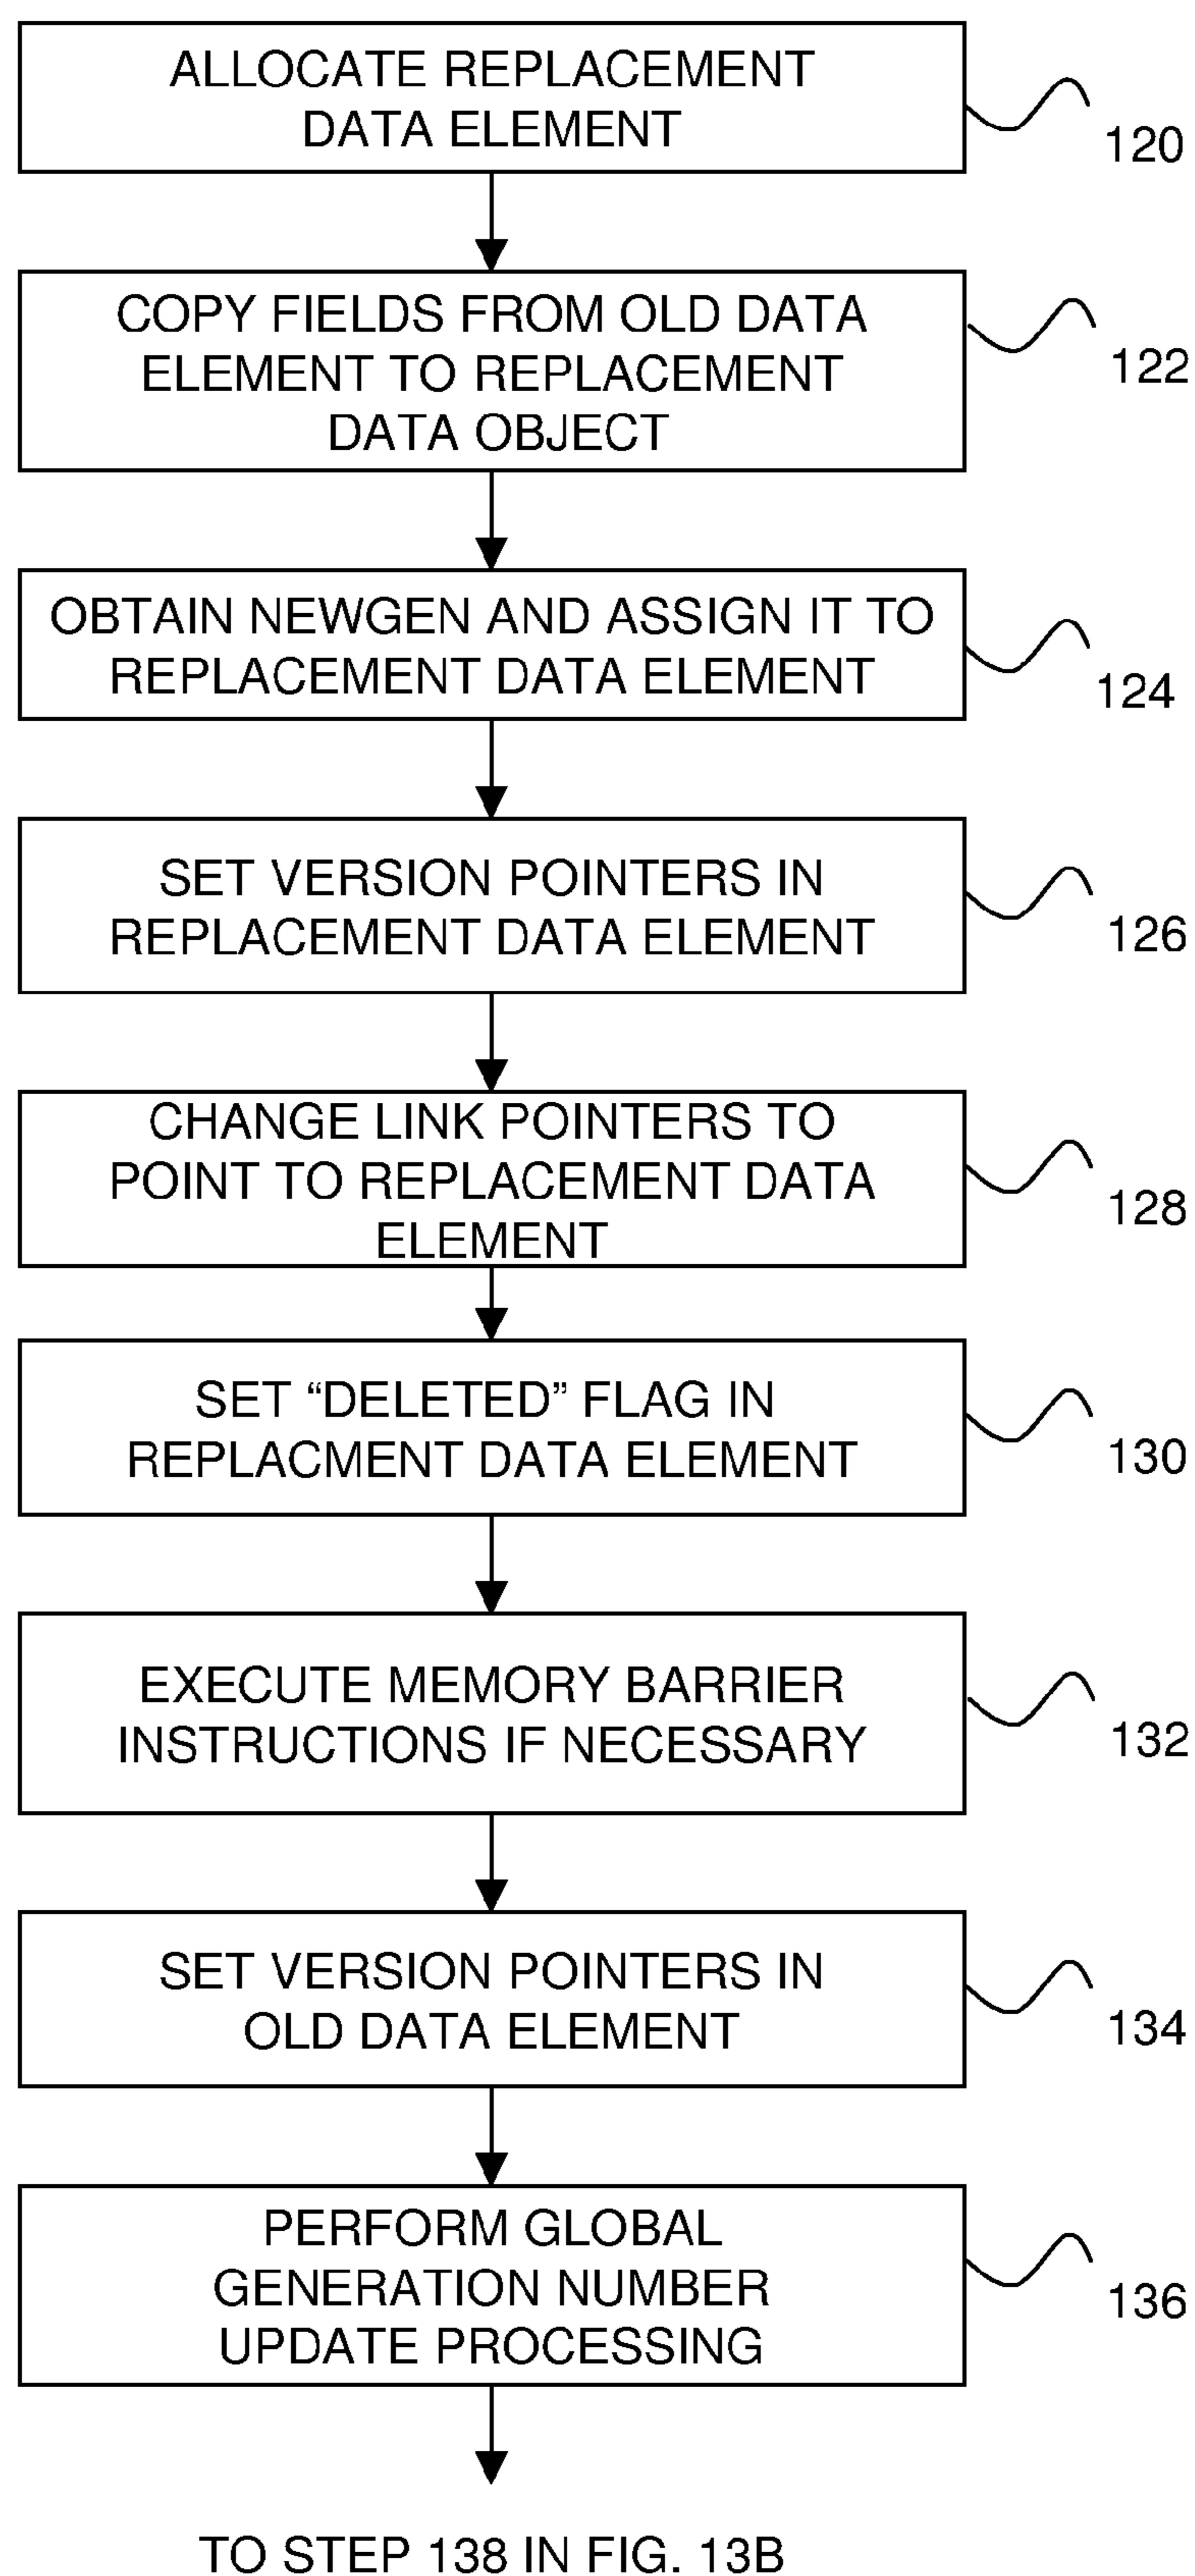 ALLOCATE REPLACEMENT
DATA ELEMENT
120
COPY FIELDS FROM OLD DATA
ELEMENT TO REPLACEMENT
DATA OBJECT
122
OBTAIN NEWGEN AND ASSIGN IT TO
REPLACEMENT DATA ELEMENT
124
SET VERSION POINTERS IN
REPLACEMENT DATA ELEMENT
126
CHANGE LINK POINTERS TO
POINT TO REPLACEMENT DATA
ELEMENT
128
SET “DELETED” FLAG IN
REPLACMENT DATA ELEMENT
130
EXECUTE MEMORY BARRIER
INSTRUCTIONS IF NECESSARY
132
SET VERSION POINTERS IN
OLD DATA ELEMENT
134
PERFORM GLOBAL
GENERATION NUMBER
UPDATE PROCESSING
136
TO STEP 138 IN FIG. 13B